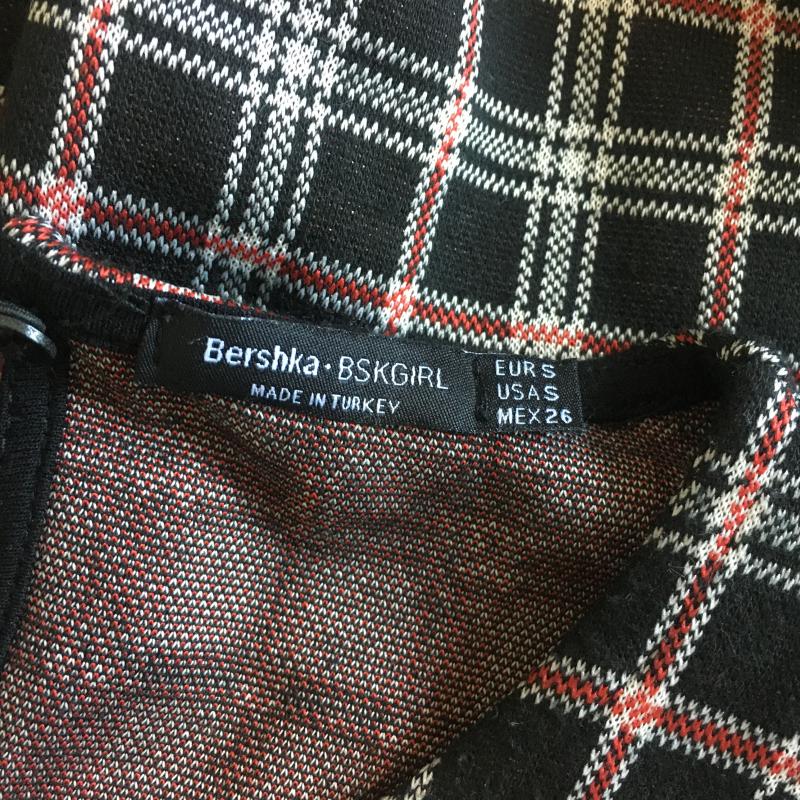 Bershka · BSKGIRL
MADE IN TURKEY
EUR S
USA S
MEX 26